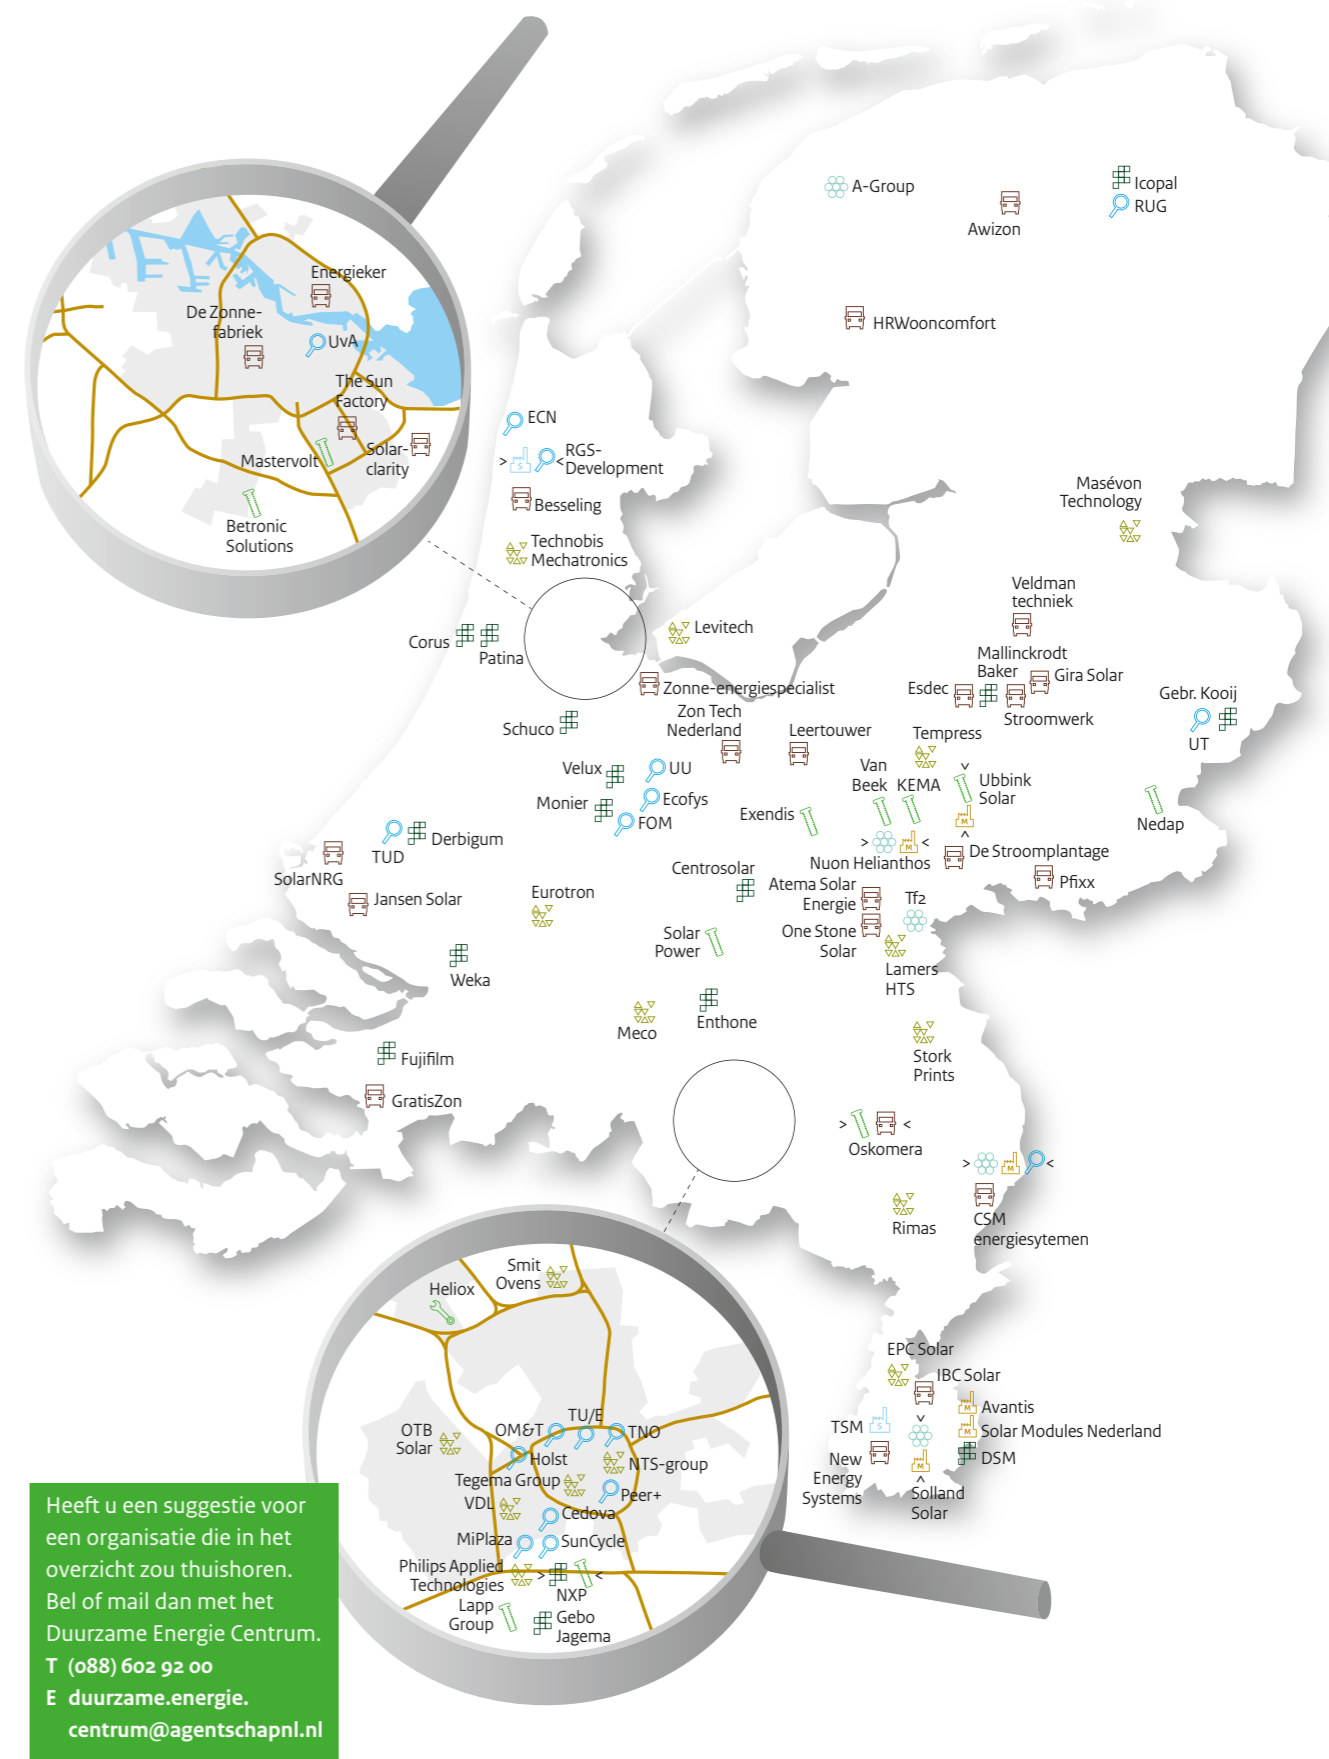 A-Group
Icopal
RUG
Awizon
HRWooncomfort
Energieker
De Zonne-
fabriek
UvA
The Sun
Factory
Solar-
clarity
Mastervolt
Betronic
Solutions
ECN
> S <
RGS-
Development
Besseling
Technobis
Mechatronics
Masévon
Technology
Veldman
techniek
Levitech
Corus
Patina
Mallinckrodt
Baker
Gira Solar
Esdec
Stroomwerk
Zonne-energiespecialist
Gebr. Kooij
UT
Schuco
Zon Tech
Nederland
Leertouwer
Tempress
Velux
UU
Van
Beek
KEMA
>
Ubbink
Solar
M
<
Monier
Ecofys
FOM
Exendis
Nedap
> M <
Nuon Helianthos
De Stroomplantage
Pfixx
TUD
Derbigum
SolarNRG
Jansen Solar
Centrosolar
Atema Solar
Energie
Tf2
Eurotron
One Stone
Solar
Solar
Power
Lamers
HTS
Weka
Meco
Enthone
Stork
Prints
Fujifilm
GratisZon
> <
Oskomera
> M <
CSM
energiesytemen
Rimas
Smit
Ovens
Heliox
EPC Solar
IBC Solar
M
Avantis
TSM
S
M
Solar Modules Nederland
DSM
New
Energy
Systems
>
M
<
Solland
Solar
OTB
Solar
OM&T
TU/E
TNO
Holst
NTS-group
Tegema Group
Peer+
VDL
Cedova
MiPlaza
SunCycle
Philips Applied
Technologies
> <
NXP
Lapp
Group
Gebo
Jagema
Heeft u een suggestie voor
een organisatie die in het
overzicht zou thuishoren.
Bel of mail dan met het
Duurzame Energie Centrum.
T (088) 602 92 00
E duurzame.energie.
centrum@agentschapnl.nl